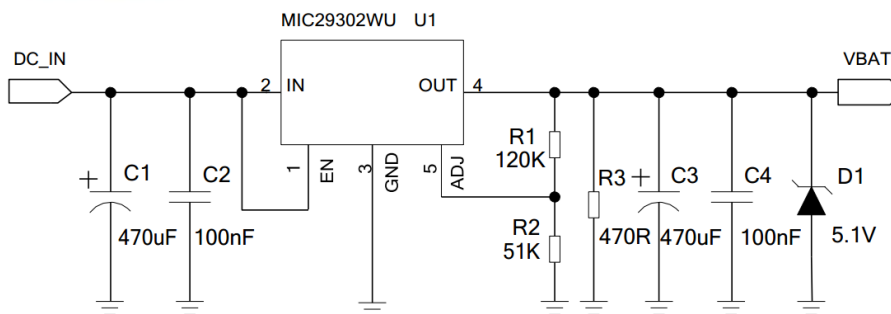 MIC29302WU U1
DC_IN
VBAT
2 IN
OUT 4
1
EN
3
GND
5
ADJ
R1
120K
+ C1
470uF
C2
100nF
R2
51K
R3
470R
+ C3
470uF
C4
100nF
D1
5.1V